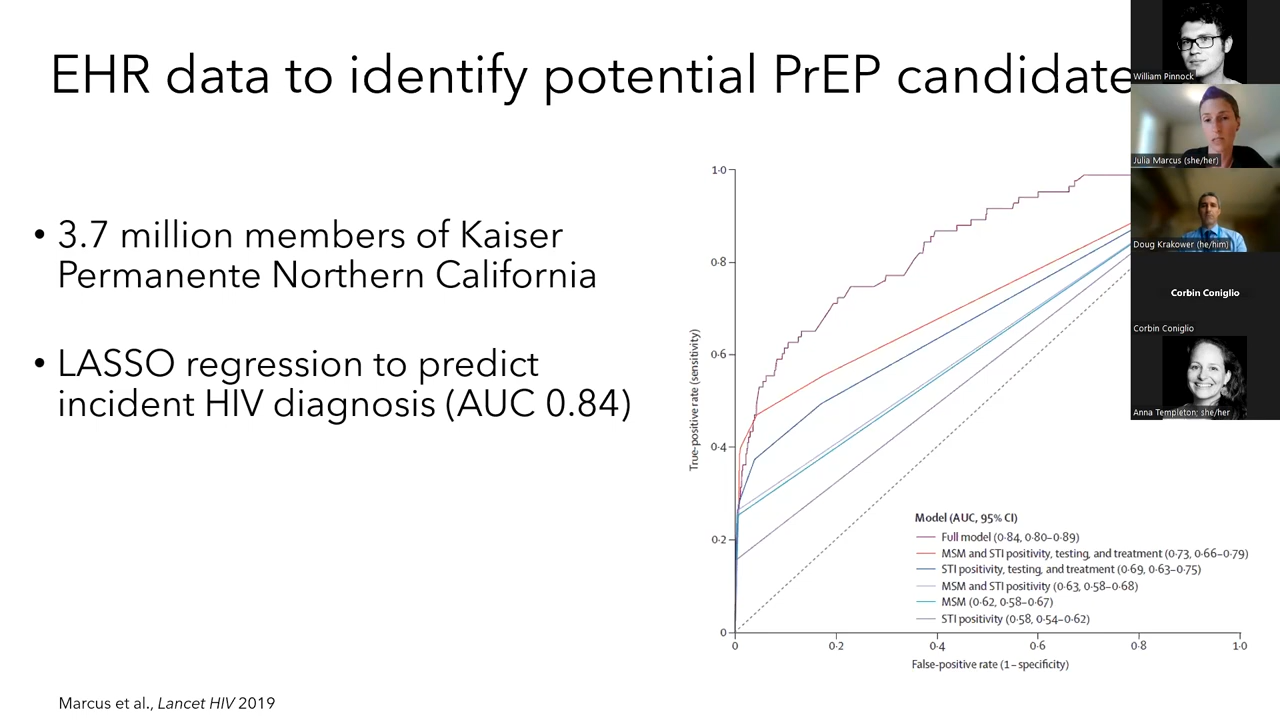 EHR data to identify potential PrEP candidate
• 3.7 million members of Kaiser
Permanente Northern California
• LASSO regression to predict
incident HIV diagnosis (AUC 0.84)
1·0
0·8
0·6
0·4
0·2
0
True-positive rate (sensitivity)
Model (AUC, 95% CI)
Full model (0·84, 0·80–0·89)
MSM and STI positivity, testing, and treatment (0·73, 0·66–0·79)
STI positivity, testing, and treatment (0·69, 0·63–0·75)
MSM and STI positivity (0·63, 0·58–0·68)
MSM (0·62, 0·58–0·67)
STI positivity (0·58, 0·54–0·62)
0 0·2 0·4 0·6 0·8 1·0
False-positive rate (1 – specificity)
Marcus et al., Lancet HIV 2019
William Pinnock
Julia Marcus (she/her)
Doug Krakower (he/him)
Corbin Coniglio
Corbin Coniglio
Anna Templeton; she/her